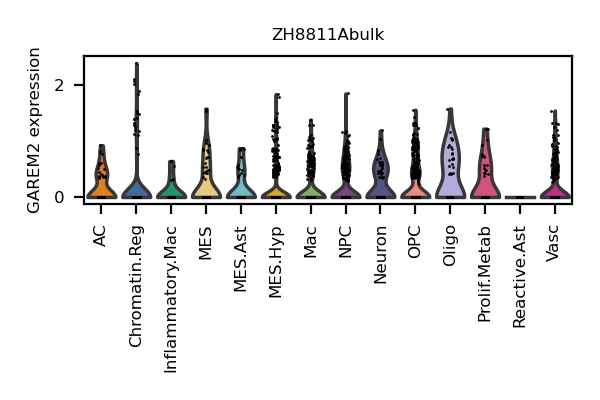 ZH8811Abulk
GAREM2 expression
2
0
AC
Chromatin.Reg
Inflammatory.Mac
MES
MES.Ast
MES.Hyp
Mac
NPC
Neuron
OPC
Oligo
Prolif.Metab
Reactive.Ast
Vasc